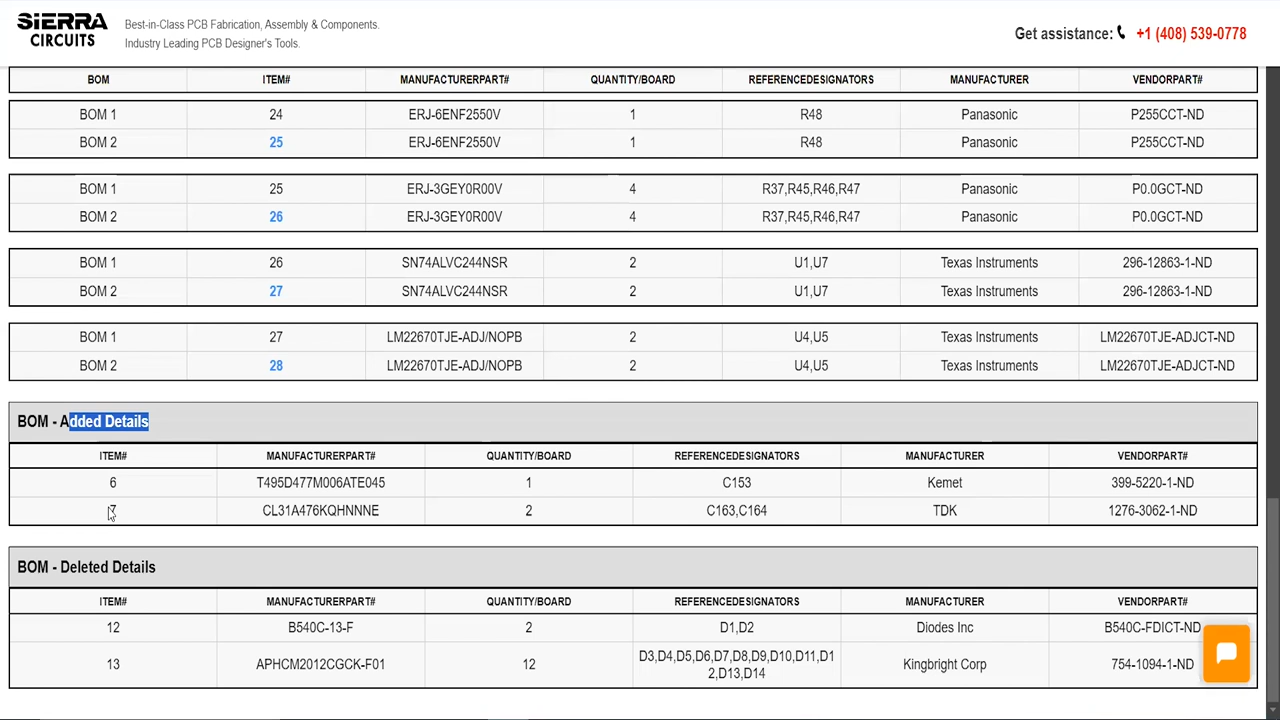 SIERRA CIRCUITS
Best-in-Class PCB Fabrication, Assembly & Components.
Industry Leading PCB Designer's Tools.
Get assistance: +1 (408) 539-0778
BOM ITEM# MANUFACTURERPART# QUANTITY/BOARD REFERENCEDESIGNATORS MANUFACTURER VENDORPART#
BOM 1 24 ERJ-6ENF2550V 1 R48 Panasonic P255CCT-ND
BOM 2 25 ERJ-6ENF2550V 1 R48 Panasonic P255CCT-ND
BOM 1 25 ERJ-3GEY0R00V 4 R37,R45,R46,R47 Panasonic P0.0GCT-ND
BOM 2 26 ERJ-3GEY0R00V 4 R37,R45,R46,R47 Panasonic P0.0GCT-ND
BOM 1 26 SN74ALVC244NSR 2 U1,U7 Texas Instruments 296-12863-1-ND
BOM 2 27 SN74ALVC244NSR 2 U1,U7 Texas Instruments 296-12863-1-ND
BOM 1 27 LM22670TJE-ADJ/NOPB 2 U4,U5 Texas Instruments LM22670TJE-ADJCT-ND
BOM 2 28 LM22670TJE-ADJ/NOPB 2 U4,U5 Texas Instruments LM22670TJE-ADJCT-ND
BOM - Added Details
ITEM# MANUFACTURERPART# QUANTITY/BOARD REFERENCEDESIGNATORS MANUFACTURER VENDORPART#
6 T495D477M006ATE045 1 C153 Kemet 399-5220-1-ND
7 CL31A476KQHNNNE 2 C163,C164 TDK 1276-3062-1-ND
BOM - Deleted Details
ITEM# MANUFACTURERPART# QUANTITY/BOARD REFERENCEDESIGNATORS MANUFACTURER VENDORPART#
12 B540C-13-F 2 D1,D2 Diodes Inc B540C-FDICT-ND
13 APHCM2012CGCK-F01 12 D3,D4,D5,D6,D7,D8,D9,D10,D11,D1
2,D13,D14 Kingbright Corp 754-1094-1-ND